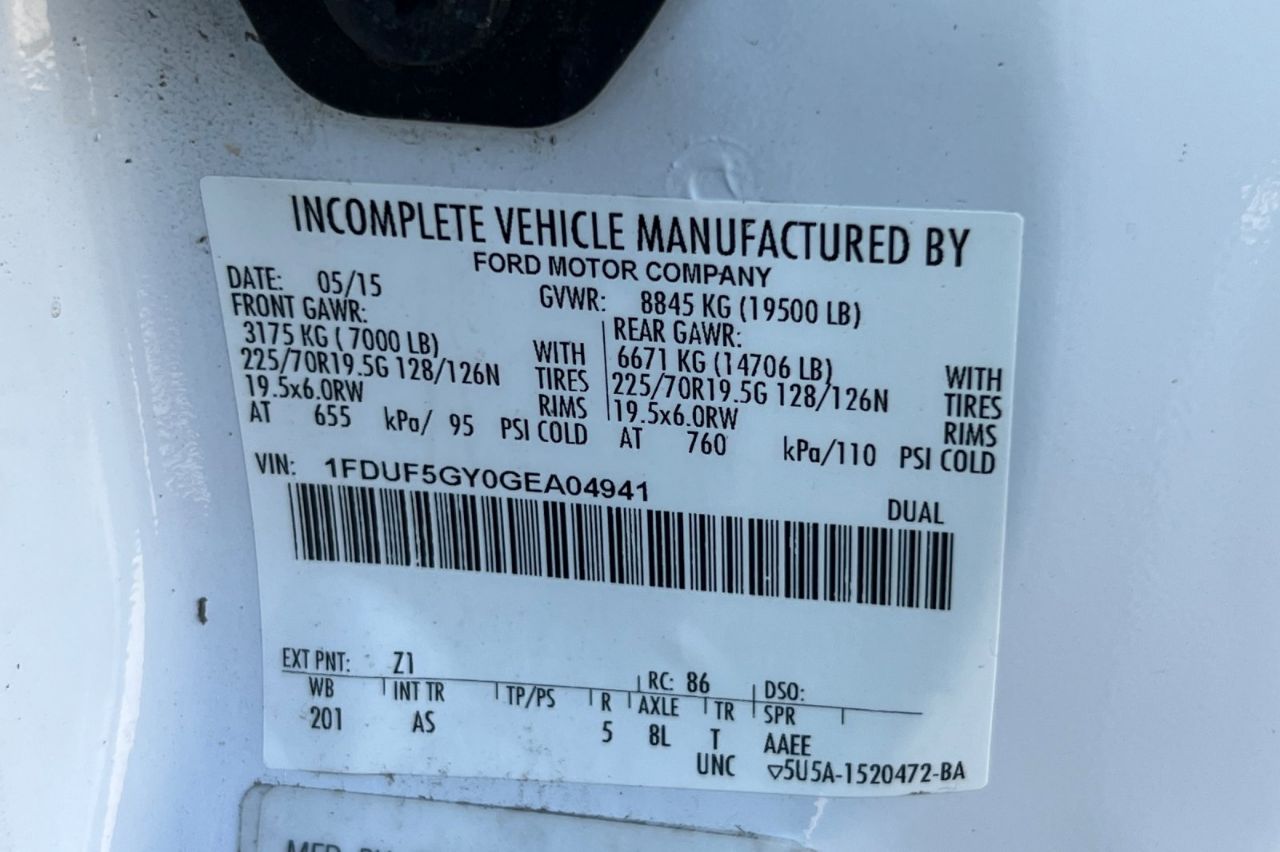 INCOMPLETE VEHICLE MANUFACTURED BY
FORD MOTOR COMPANY
DATE: 05/15 GVWR: 8845 KG (19500 LB)
FRONT GAWR: REAR GAWR:
3175 KG ( 7000 LB) WITH 6671 KG (14706 LB) WITH
225/70R19.5G 128/126N TIRES 225/70R19.5G 128/126N TIRES
19.5x6.0RW RIMS 19.5x6.0RW RIMS
AT 655 kPa/ 95 PSI COLD AT 760 kPa/110 PSI COLD
VIN: 1FDUF5GY0GEA04941
DUAL
EXT PNT: Z1 RC: 86 DSO:
WB INT TR TP/PS R AXLE TR SPR
201 AS 5 8L T AAEE
UNC ▽5U5A-1520472-BA